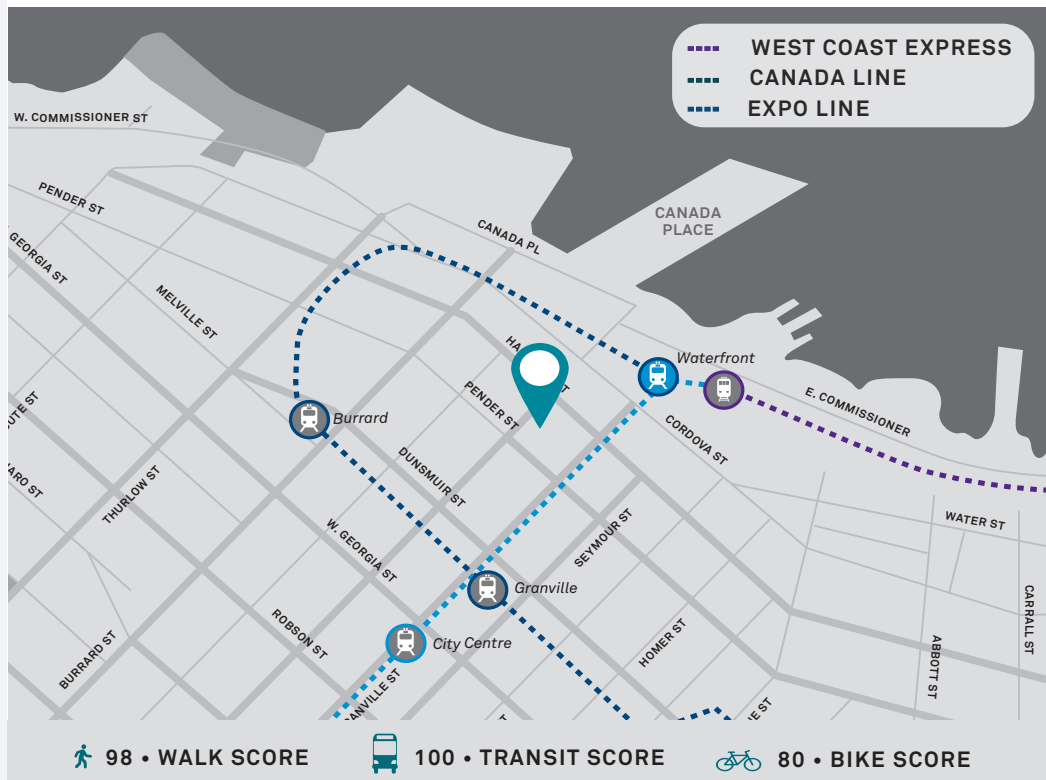 WEST COAST EXPRESS
CANADA LINE
EXPO LINE
W. COMMISSIONER ST
PENDER ST
GEORGIA ST
MELVILLE ST
CANADA PL
CANADA
PLACE
Waterfront
E. COMMISSIONER
PENDER ST
CORDOVA ST
Burrard
DUNSMUIR ST
THURLOW ST
W. GEORGIA ST
SEYMOUR ST
WATER ST
Granville
CARRALL ST
City Centre
ROBSON ST
HOMER ST
ABBOTT ST
BURRARD ST
98 • WALK SCORE
100 • TRANSIT SCORE
80 • BIKE SCORE